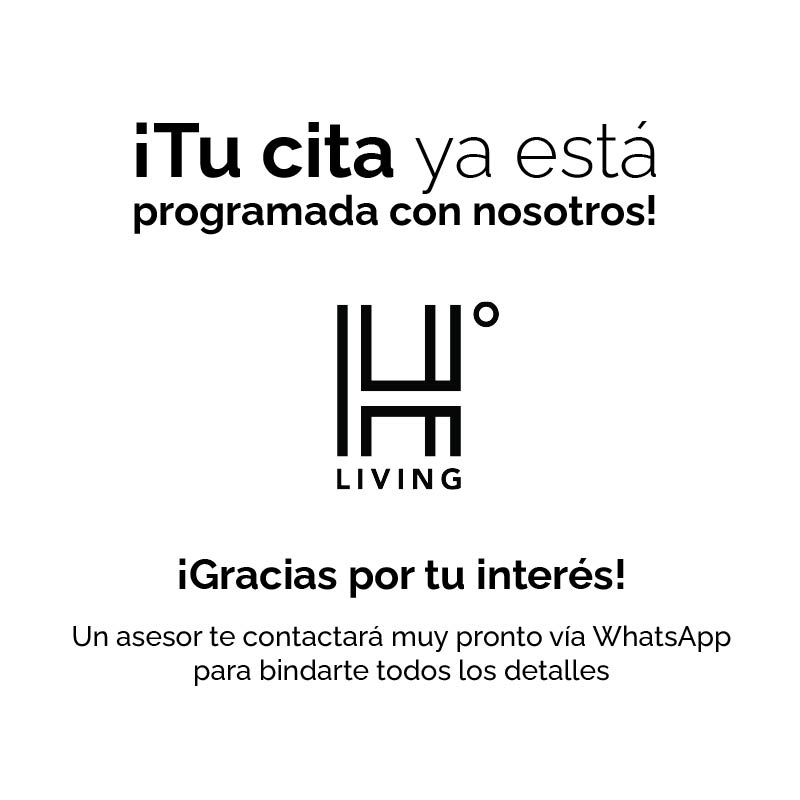 ¡Tu cita ya está
programada con nosotros!
H°
LIVING
¡Gracias por tu interés!
Un asesor te contactará muy pronto vía WhatsApp
para bindarte todos los detalles